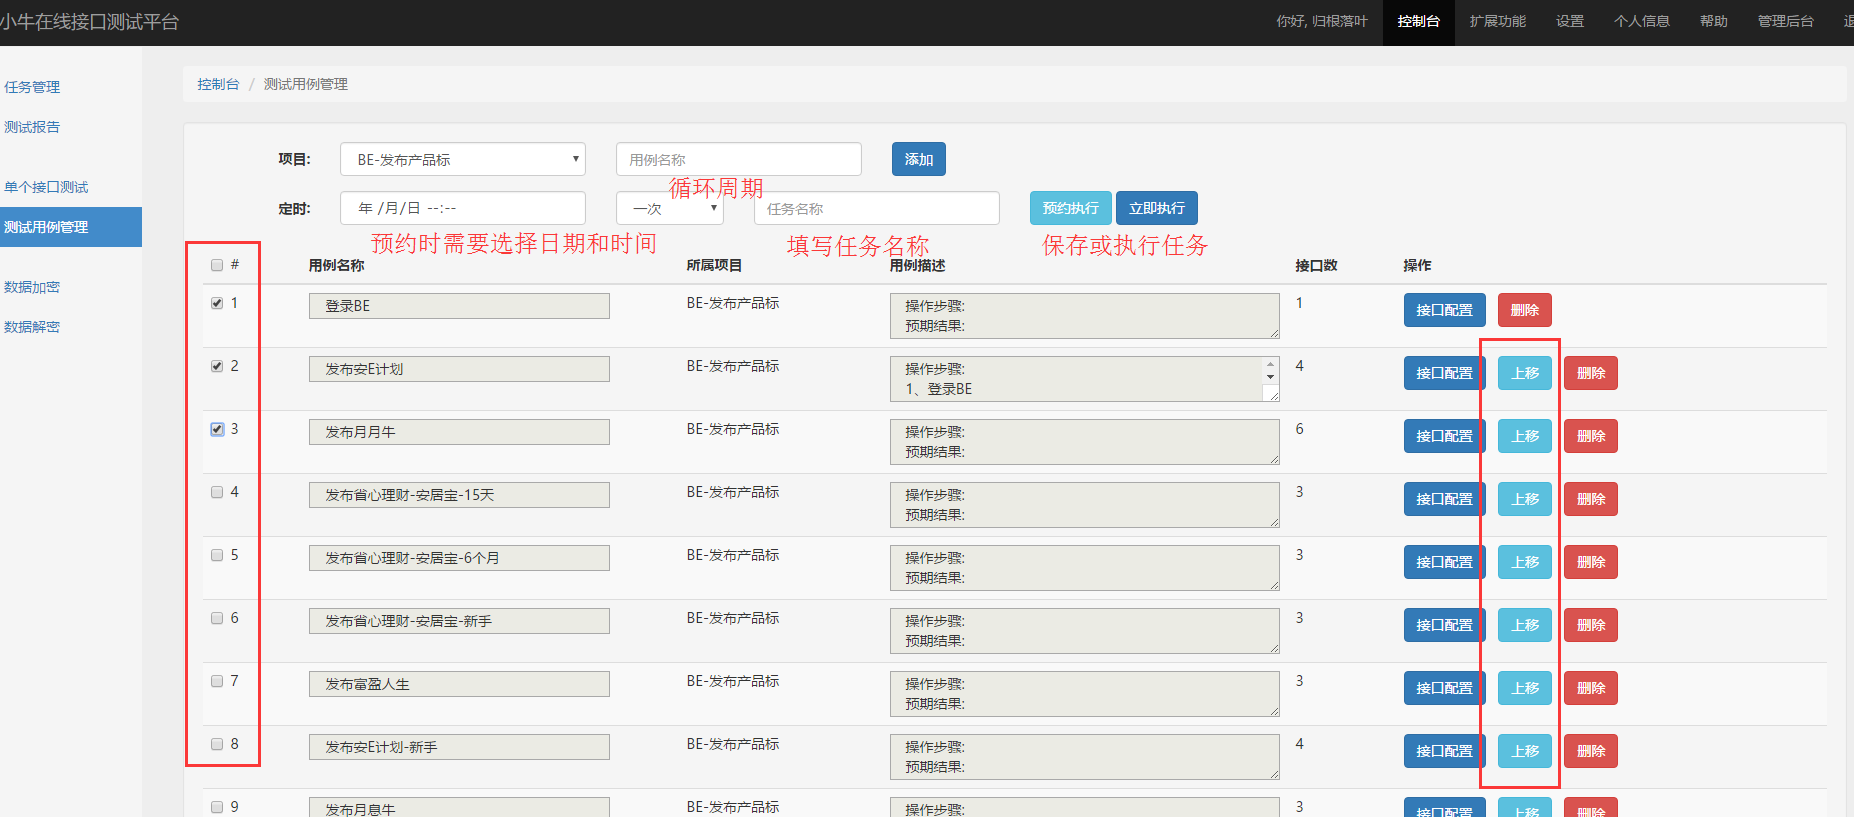 小牛在线接口测试平台 你好, 归根落叶 控制台 扩展功能 设置 个人信息 帮助 管理后台
任务管理
测试报告
单个接口测试
测试用例管理
数据加密
数据解密
控制台 / 测试用例管理
项目: BE-发布产品标 用例名称 添加
循环周期
定时: 年 /月/日 --:-- 一次 任务名称 预约执行 立即执行
预约时需要选择日期和时间 填写任务名称 保存或执行任务
# 用例名称 所属项目 用例描述 接口数 操作
1 登录BE BE-发布产品标 操作步骤: 1 接口配置 删除
预期结果:
2 发布安E计划 BE-发布产品标 操作步骤: 4 接口配置 上移 删除
1、登录BE
3 发布月月牛 BE-发布产品标 操作步骤: 6 接口配置 上移 删除
预期结果:
4 发布省心理财-安居宝-15天 BE-发布产品标 操作步骤: 3 接口配置 上移 删除
预期结果:
5 发布省心理财-安居宝-6个月 BE-发布产品标 操作步骤: 3 接口配置 上移 删除
预期结果:
6 发布省心理财-安居宝-新手 BE-发布产品标 操作步骤: 3 接口配置 上移 删除
预期结果:
7 发布富盈人生 BE-发布产品标 操作步骤: 3 接口配置 上移 删除
预期结果:
8 发布安E计划-新手 BE-发布产品标 操作步骤: 4 接口配置 上移 删除
预期结果:
9 发布月息牛 BE-发布产品标 操作步骤: 3 接口配置 上移 删除